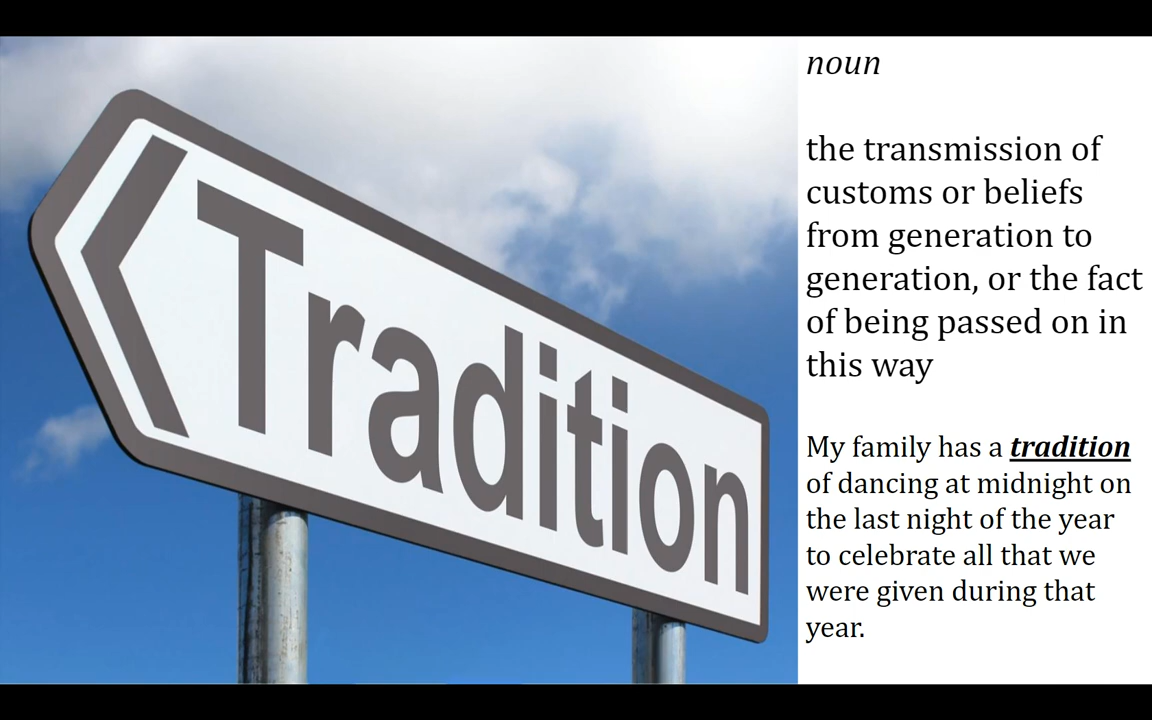 Tradition
noun
the transmission of
customs or beliefs
from generation to
generation, or the fact
of being passed on in
this way
My family has a tradition
of dancing at midnight on
the last night of the year
to celebrate all that we
were given during that
year.